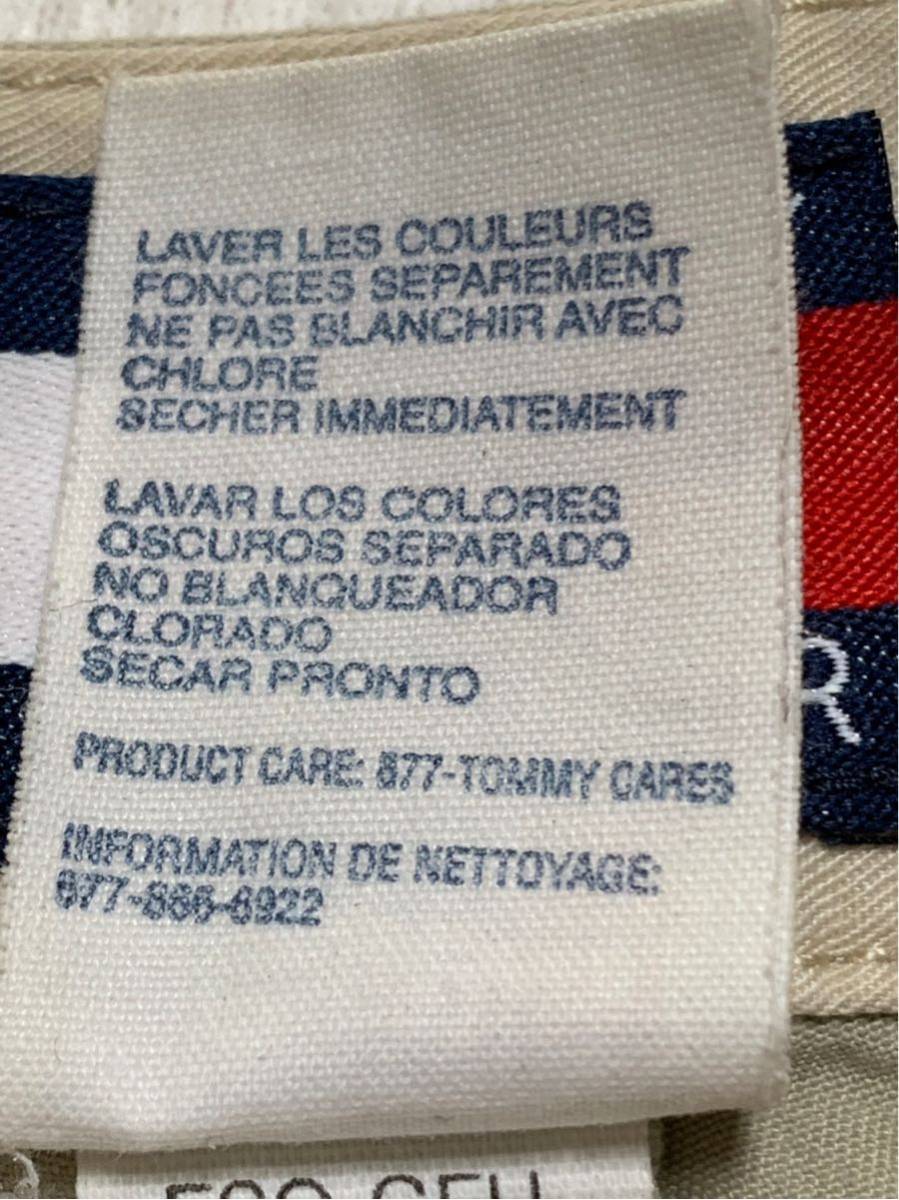 LAVER LES COULEURS
FONCEES SEPAREMENT
NE PAS BLANCHIR AVEC
CHLORE
SECHER IMMEDIATEMENT
LAVAR LOS COLORES
OSCUROS SEPARADO
NO BLANQUEADOR
CLORADO
SECAR PRONTO
PRODUCT CARE: 877-TOMMY CARES
INFORMATION DE NETTOYAGE:
877-866-6922
R